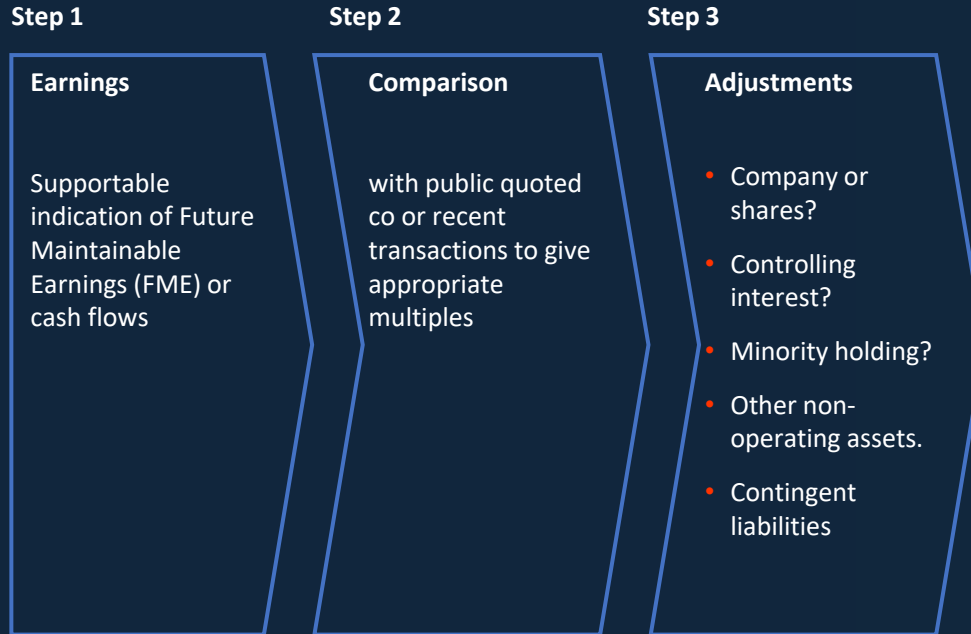 Step 1
Step 2
Step 3
Earnings
Supportable
indication of Future
Maintainable
Earnings (FME) or
cash flows
Comparison
with public quoted
co or recent
transactions to give
appropriate
multiples
Adjustments
• Company or
shares?
• Controlling
interest?
• Minority holding?
• Other non-
operating assets.
• Contingent
liabilities